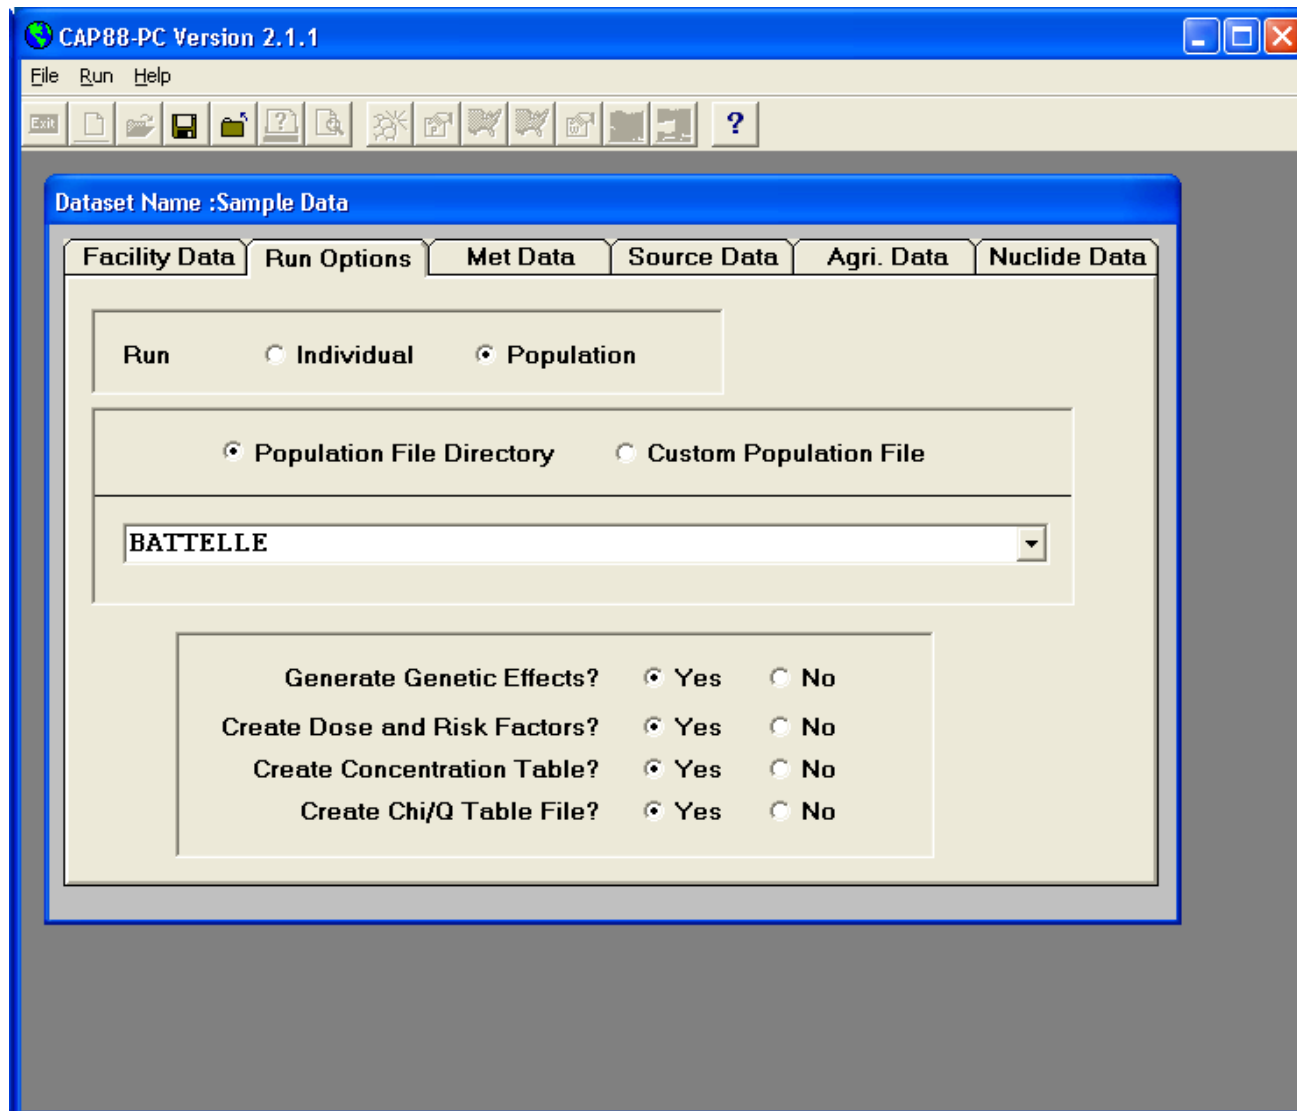 CAP88-PC Version 2.1.1
File Run Help
Exit ? ?
Dataset Name :Sample Data
Facility Data Run Options Met Data Source Data Agri. Data Nuclide Data
Run Individual Population
Population File Directory Custom Population File
BATTELLE
Generate Genetic Effects? Yes No
Create Dose and Risk Factors? Yes No
Create Concentration Table? Yes No
Create Chi/Q Table File? Yes No